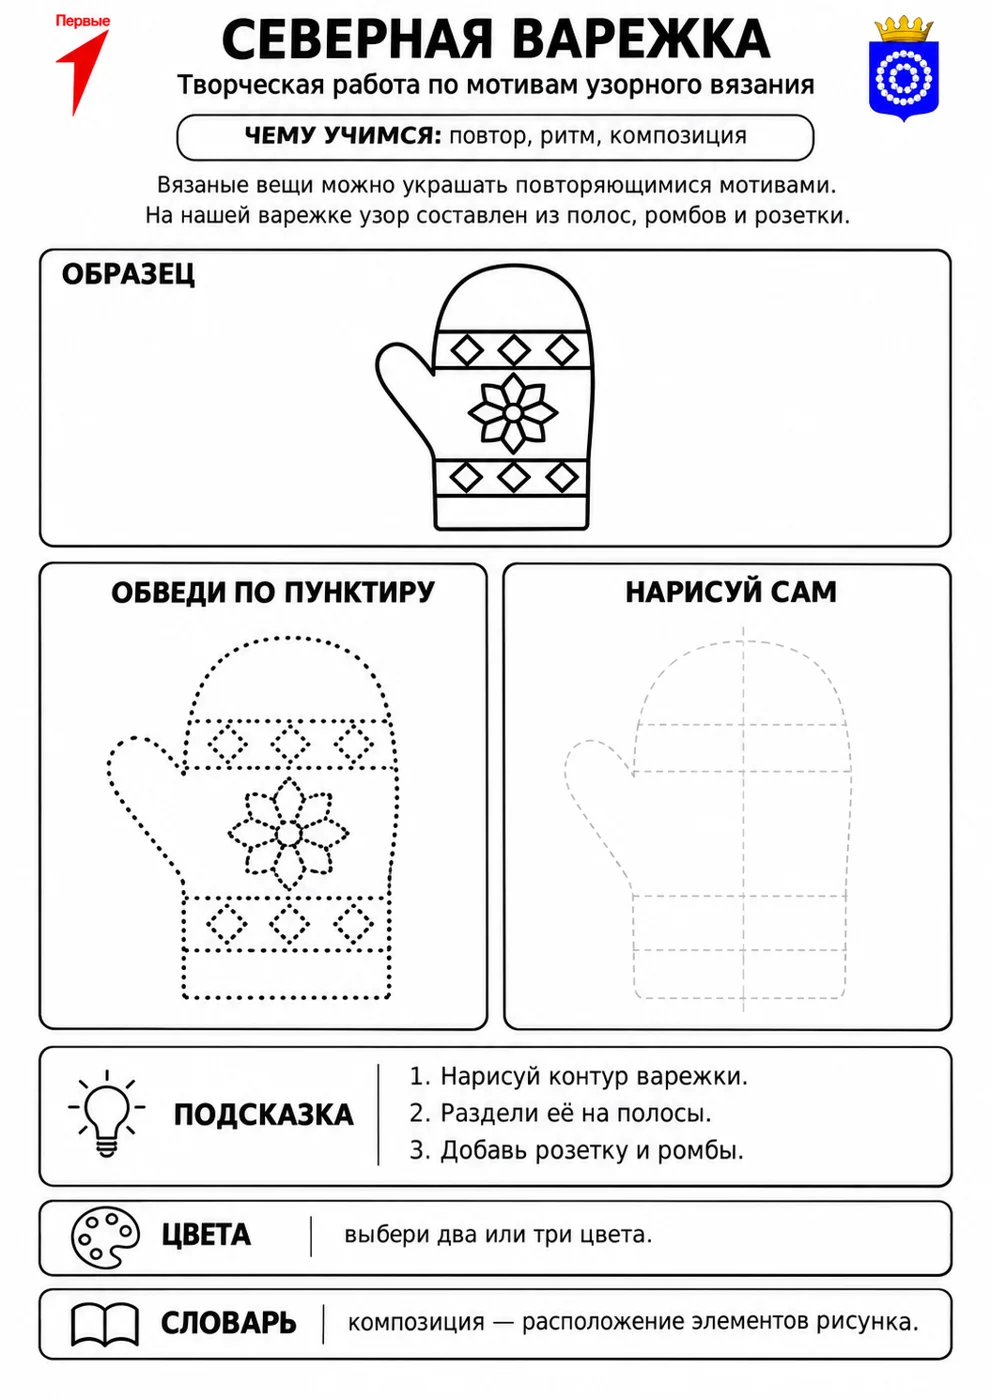 Первые
СЕВЕРНАЯ ВАРЕЖКА
Творческая работа по мотивам узорного вязания
ЧЕМУ УЧИМСЯ: повтор, ритм, композиция
Вязаные вещи можно украшать повторяющимися мотивами.
На нашей варежке узор составлен из полос, ромбов и розетки.
ОБРАЗЕЦ
ОБВЕДИ ПО ПУНКТИРУ
НАРИСУЙ САМ
ПОДСКАЗКА
1. Нарисуй контур варежки.
2. Раздели её на полосы.
3. Добавь розетку и ромбы.
ЦВЕТА
выбери два или три цвета.
СЛОВАРЬ
композиция — расположение элементов рисунка.